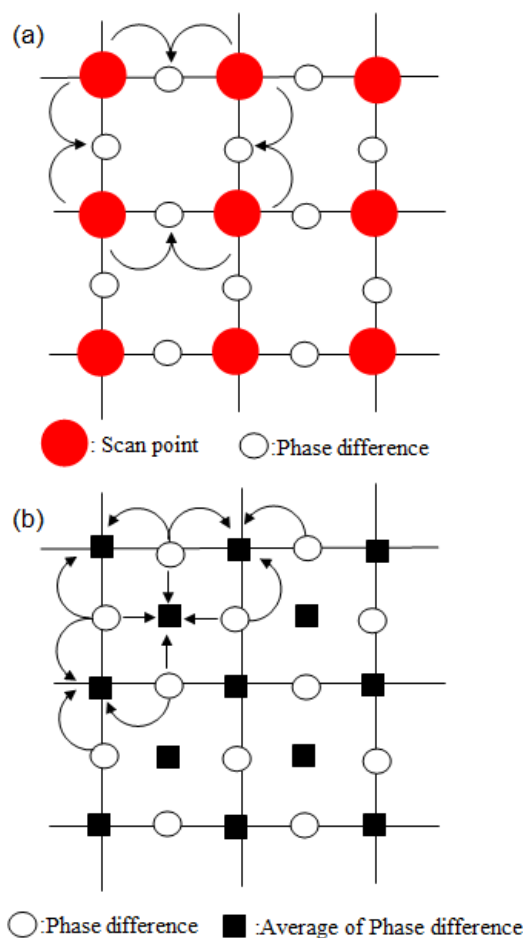 (a)
: Scan point :Phase difference
(b)
:Phase difference :Average of Phase difference